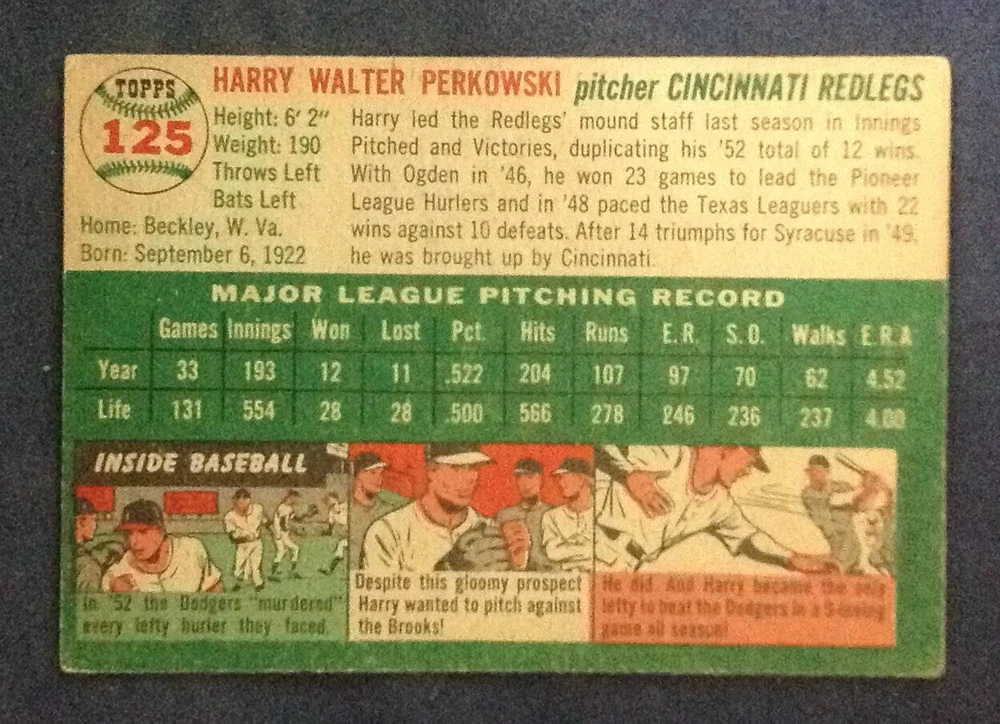 TOPPS
125
HARRY WALTER PERKOWSKI pitcher CINCINNATI REDLEGS
Height: 6' 2"
Weight: 190
Throws Left
Bats Left
Home: Beckley, W. Va.
Born: September 6, 1922
Harry led the Redlegs' mound staff last season in Innings
Pitched and Victories, duplicating his '52 total of 12 wins.
With Ogden in '46, he won 23 games to lead the Pioneer
League Hurlers and in '48 paced the Texas Leaguers with 22
wins against 10 defeats. After 14 triumphs for Syracuse in '49,
he was brought up by Cincinnati.
MAJOR LEAGUE PITCHING RECORD
Games Innings Won Lost Pct. Hits Runs E.R. S.O. Walks E.R.A
Year 33 193 12 11 .522 204 107 97 70 62 4.52
Life 131 554 28 28 .500 566 278 246 236 237 4.00
INSIDE BASEBALL
In '52 the Dodgers "murdered"
every lefty hurler they faced.
Despite this gloomy prospect
Harry wanted to pitch against
the Brooks!
He did. And Harry became the only
lefty to beat the Dodgers in a 9-inning
game all season!